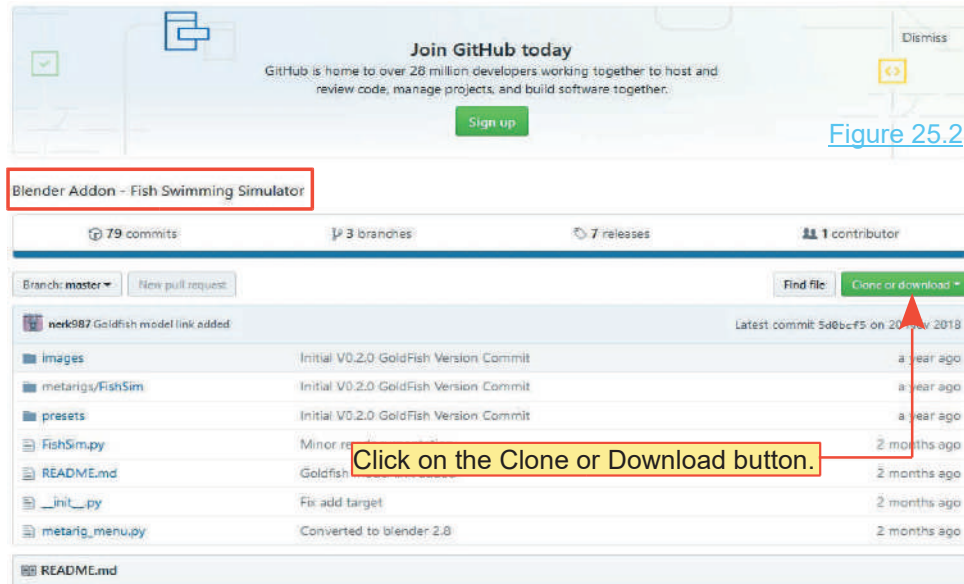 Join GitHub today
Dismiss
GitHub is home to over 28 million developers working together to host and
review code, manage projects, and build software together.
Sign up
Figure 25.2
Blender Addon - Fish Swimming Simulator
79 commits
3 branches
7 releases
1 contributor
Branch: master
New pull request
Find file
Clone or download
nerk987 Goldfish model link added
Latest commit 5d0bcf5 on 20 Nov 2018
images
Initial V0.2.0 GoldFish Version Commit
a year ago
metarigs/FishSim
Initial V0.2.0 GoldFish Version Commit
a year ago
presets
Initial V0.2.0 GoldFish Version Commit
a year ago
FishSim.py
Minor
2 months ago
Click on the Clone or Download button.
README.md
Goldfish
2 months ago
__init__.py
Fix add target
2 months ago
metarig_menu.py
Converted to blender 2.8
2 months ago
README.md